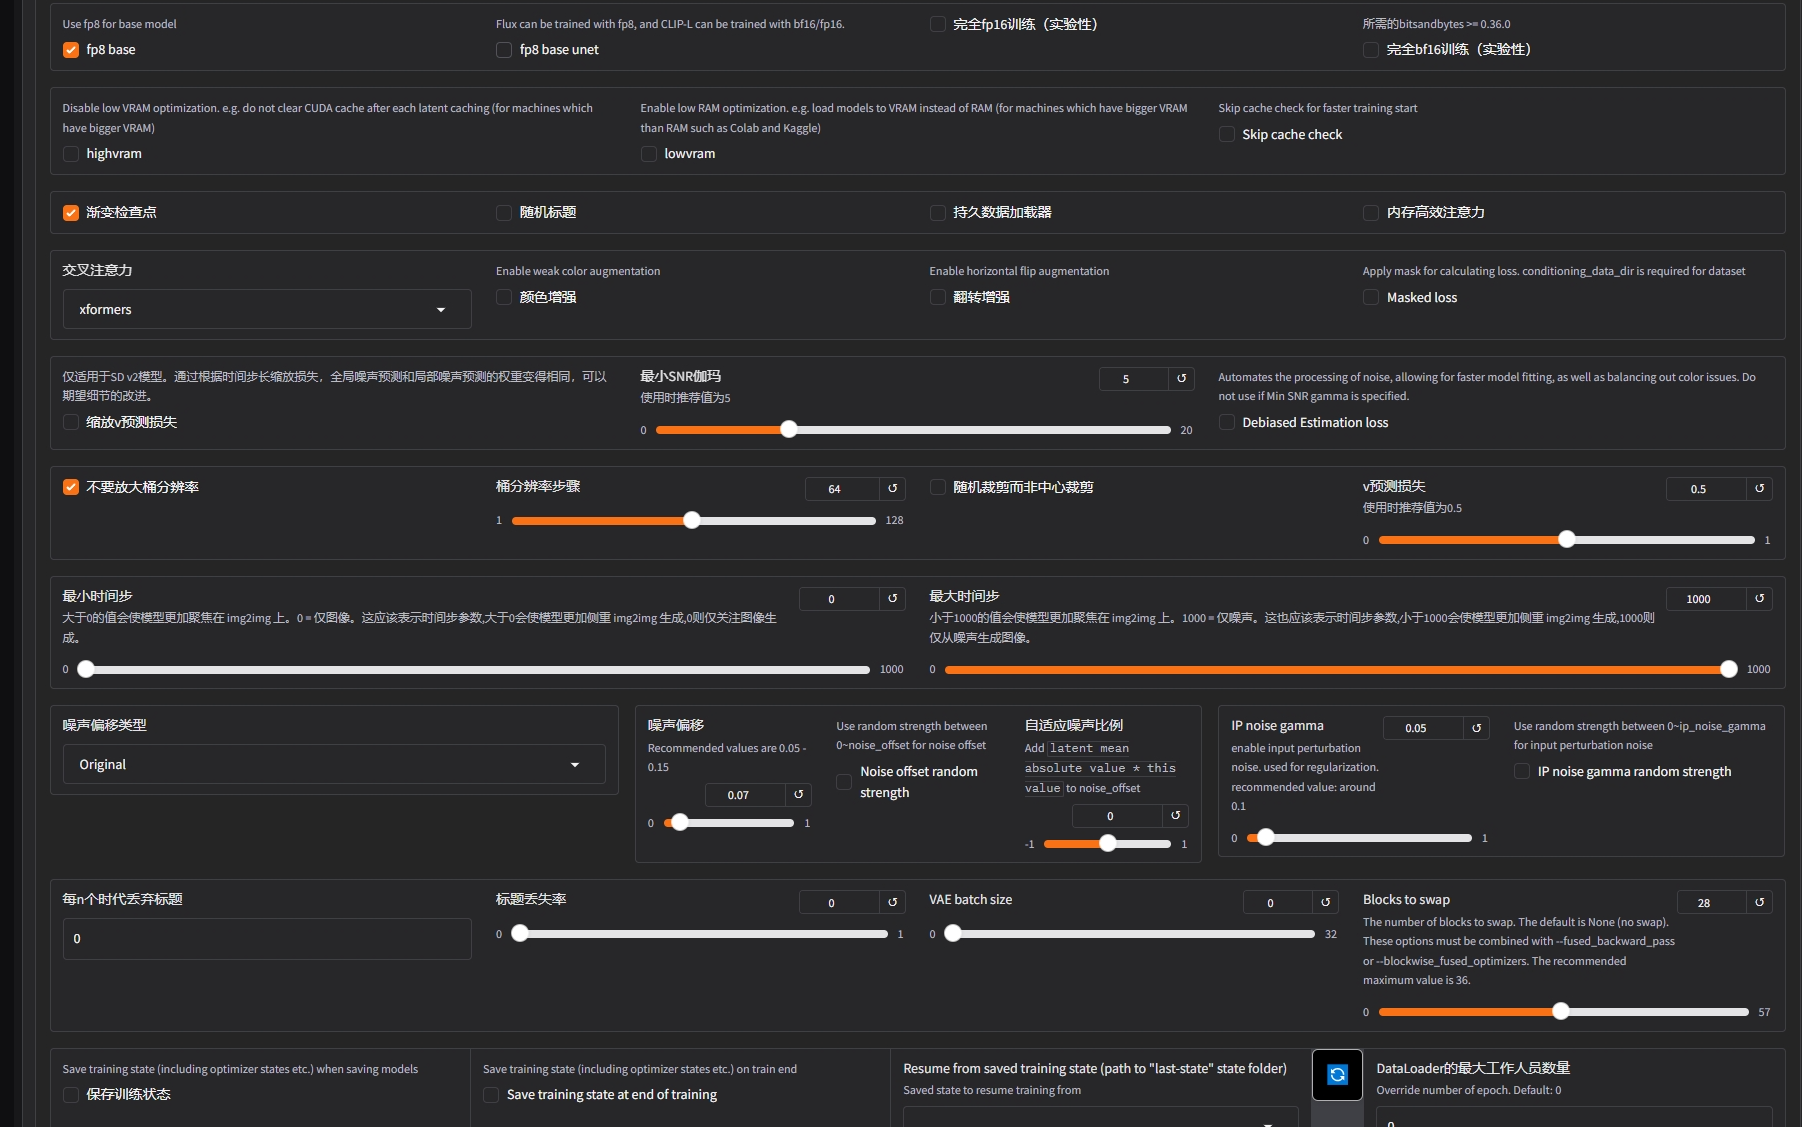 Use fp8 for base model
fp8 base
Flux can be trained with fp8, and CLIP-L can be trained with bf16/fp16.
fp8 base unet
完全fp16训练（实验性）
所需的bitsandbytes >= 0.36.0
完全bf16训练（实验性）
Disable low VRAM optimization. e.g. do not clear CUDA cache after each latent caching (for machines which
have bigger VRAM)
highvram
Enable low RAM optimization. e.g. load models to VRAM instead of RAM (for machines which have bigger VRAM
than RAM such as Colab and Kaggle)
lowvram
Skip cache check for faster training start
Skip cache check
渐变检查点
随机标题
持久数据加载器
内存高效注意力
交叉注意力
xformers
Enable weak color augmentation
颜色增强
Enable horizontal flip augmentation
翻转增强
Apply mask for calculating loss. conditioning_data_dir is required for dataset
Masked loss
仅适用于SD v2模型。通过根据时间步长缩放损失，全局噪声预测和局部噪声预测的权重变得相同，可以
期望细节的改进。
缩放v预测损失
最小SNR伽玛
使用时推荐值为5
5
0
20
Automates the processing of noise, allowing for faster model fitting, as well as balancing out color issues. Do
not use if Min SNR gamma is specified.
Debiased Estimation loss
不要放大桶分辨率
桶分辨率步骤
64
1
128
随机裁剪而非中心裁剪
v预测损失
使用时推荐值为0.5
0.5
0
1
最小时间步
大于0的值会使模型更加聚焦在 img2img 上。0 = 仅图像。这应该表示时间步参数,大于0会使模型更加侧重 img2img 生成,0则仅关注图像生
成。
0
0
1000
最大时间步
小于1000的值会使模型更加聚焦在 img2img 上。1000 = 仅噪声。这也应该表示时间步参数,小于1000会使模型更加侧重 img2img 生成,1000则
仅从噪声生成图像。
1000
0
1000
噪声偏移类型
Original
噪声偏移
Recommended values are 0.05 -
0.15
0.07
0
1
Use random strength between
0~noise_offset for noise offset
Noise offset random
strength
自适应噪声比例
Add latent mean
absolute value * this
value to noise_offset
0
-1
1
IP noise gamma
enable input perturbation
noise. used for regularization.
recommended value: around
0.1
0.05
0
1
Use random strength between 0~ip_noise_gamma
for input perturbation noise
IP noise gamma random strength
每n个时代丢弃标题
0
标题丢失率
0
0
1
VAE batch size
0
0
32
Blocks to swap
The number of blocks to swap. The default is None (no swap).
These options must be combined with --fused_backward_pass
or --blockwise_fused_optimizers. The recommended
maximum value is 36.
28
0
57
Save training state (including optimizer states etc.) when saving models
保存训练状态
Save training state (including optimizer states etc.) on train end
Save training state at end of training
Resume from saved training state (path to "last-state" state folder)
Saved state to resume training from
DataLoader的最大工作人员数量
Override number of epoch. Default: 0
0